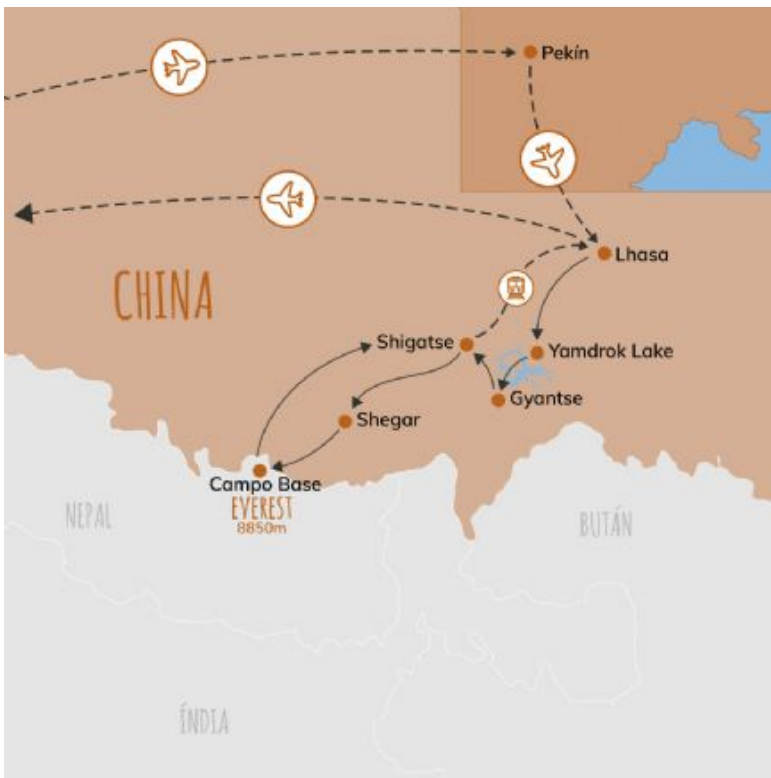 Pekín
Lhasa
CHINA
Shigatse
Yamdrok Lake
Gyantse
Shegar
Campo Base
EVEREST
8850m
NEPAL
BUTÁN
ÍNDIA